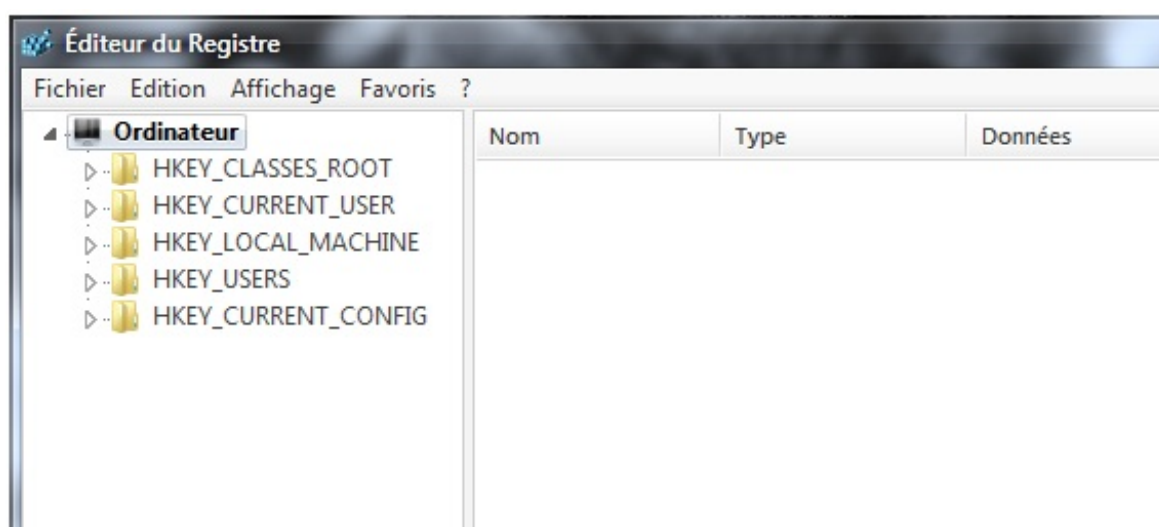 Éditeur du Registre
Fichier Edition Affichage Favoris ?
Ordinateur
HKEY_CLASSES_ROOT
HKEY_CURRENT_USER
HKEY_LOCAL_MACHINE
HKEY_USERS
HKEY_CURRENT_CONFIG
Nom Type Données